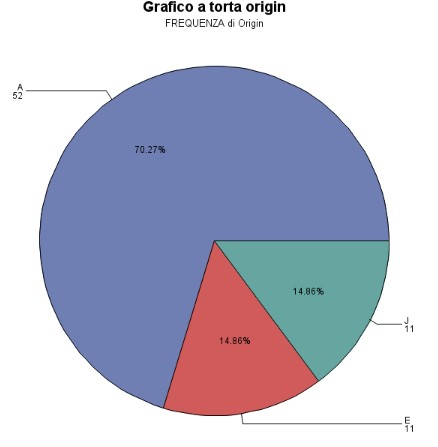 Grafico a torta origin
FREQUENZA di Origin
A
52
70.27%
14.86%
J
11
14.86%
E
11